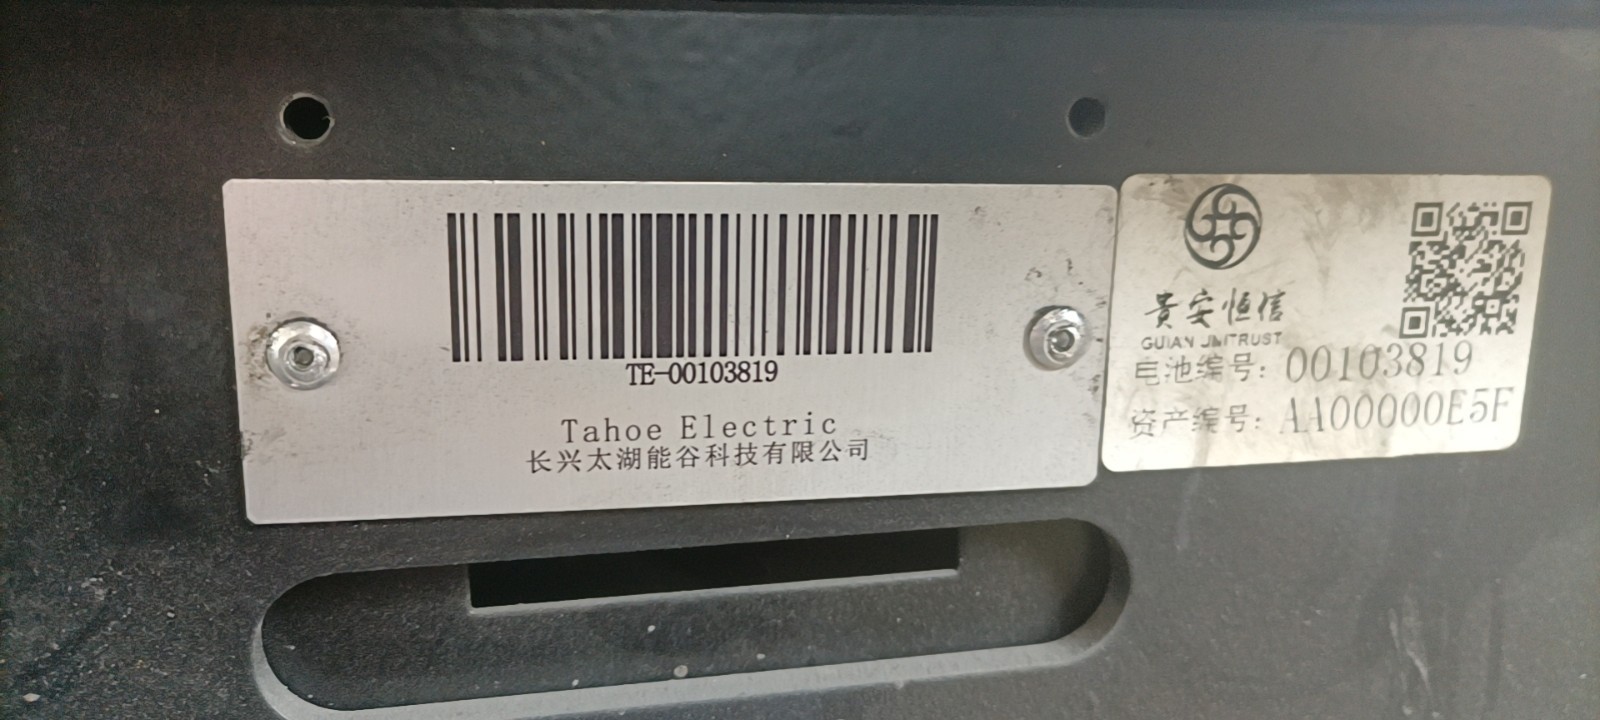 TE-00103819
Tahoe Electric
长兴太湖能谷科技有限公司
贵安恒信
GUIAN JMTRUST
电池编号: 00103819
资产编号: AA00000E5F